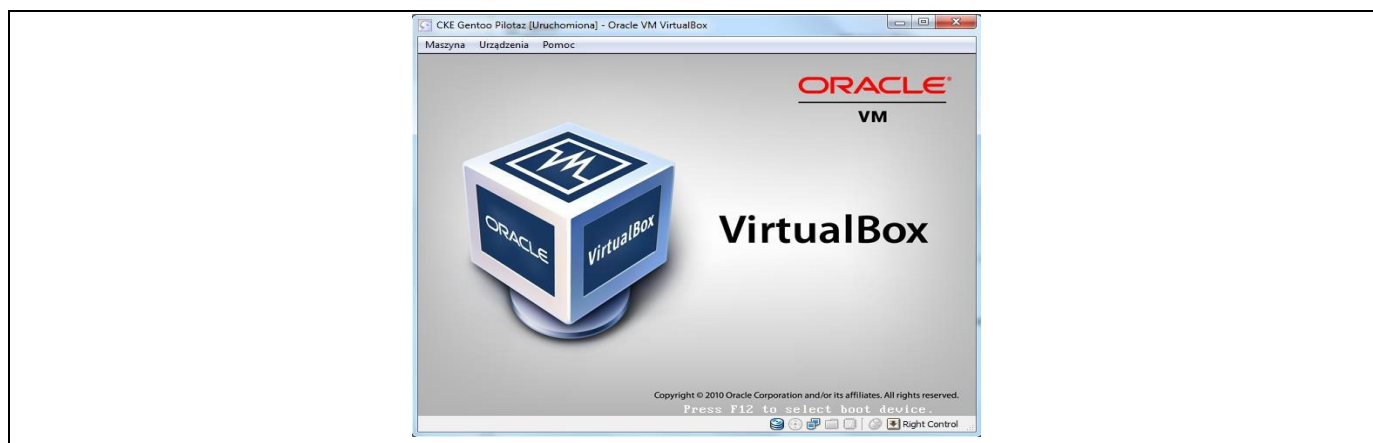 CKE Gentoo Pilotaz [Uruchomiona] - Oracle VM VirtualBox
Maszyna Urządzenia Pomoc
ORACLE®
VM
ORACLE
VirtualBox
VirtualBox
Copyright © 2010 Oracle Corporation and/or its affiliates. All rights reserved.
Press F12 to select boot device.
Right Control